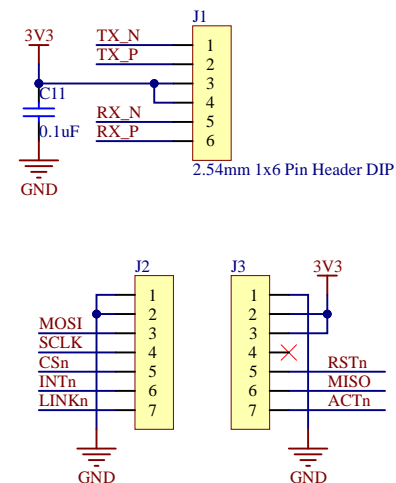 J1
3V3
TX_N
1
TX_P
2
3
C11
4
RX_N
5
0.1uF
RX_P
6
2.54mm 1x6 Pin Header DIP
GND
J2
1
2
MOSI
3
SCLK
4
CSn
5
INTn
6
LINKn
7
GND
J3
3V3
1
2
3
4
5
RSTn
6
MISO
7
ACTn
GND